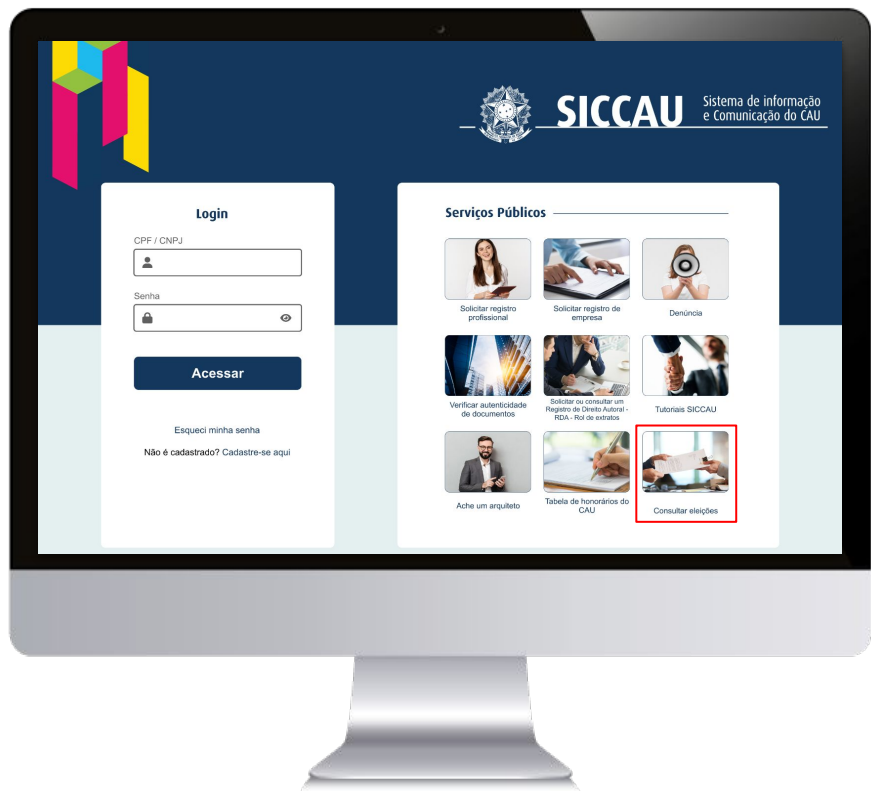 SICCAU
Sistema de informação
e Comunicação do CAU
Login
CPF / CNPJ
Senha
Acessar
Esqueci minha senha
Não é cadastrado? Cadastre-se aqui
Serviços Públicos
Solicitar registro
profissional
Solicitar registro de
empresa
Denúncia
Verificar autenticidade
de documentos
Solicitar ou consultar um
Registro de Direito Autoral -
RDA - Rol de extratos
Tutoriais SICCAU
Ache um arquiteto
Tabela de honorários do
CAU
Consultar eleições